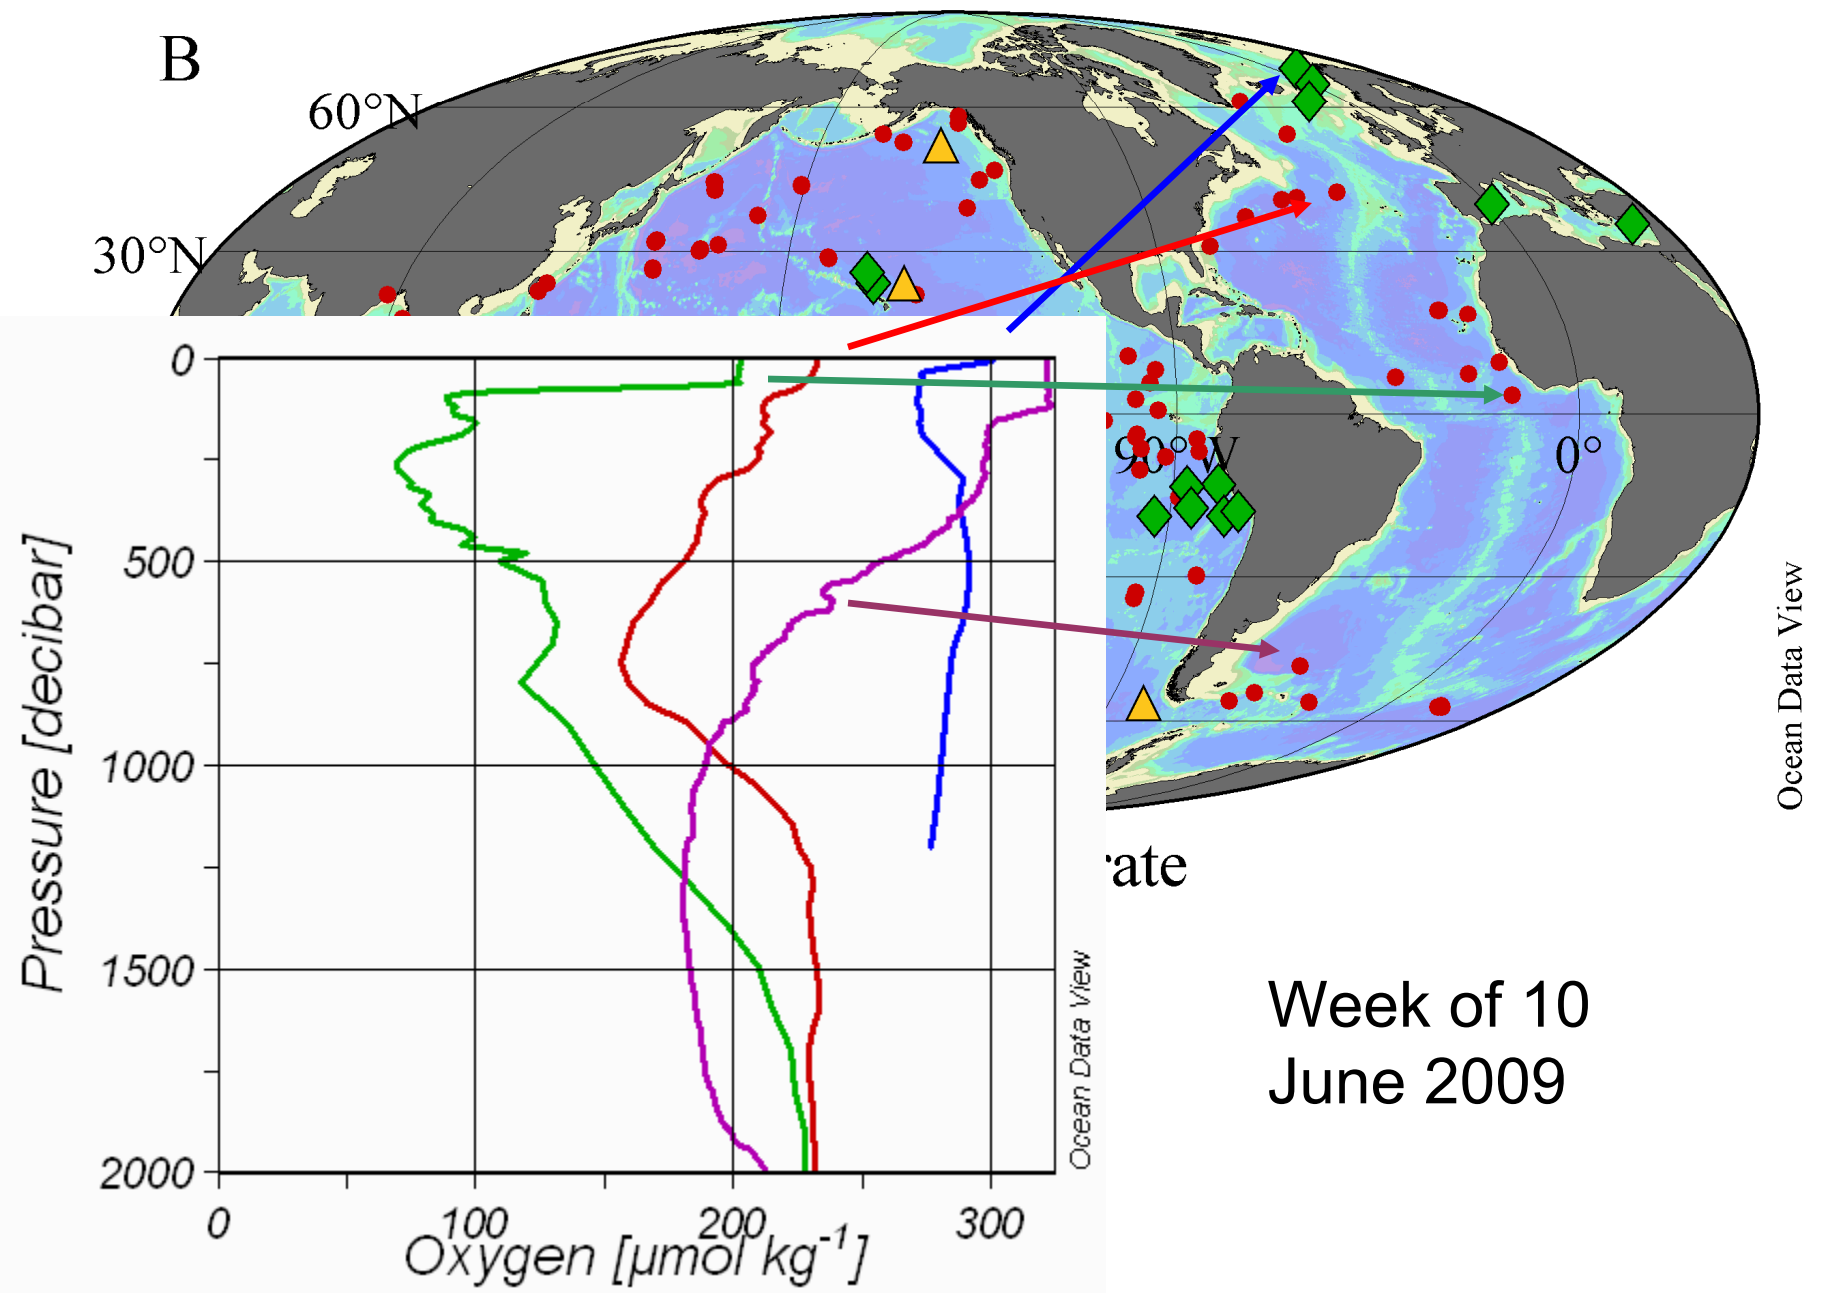 B
60°N
30°N
90°W
0°
Ocean Data View
rate
0
500
1000
1500
2000
Pressure [decibar]
0
100
200
300
Oxygen [µmol kg-1]
Ocean Data View
Week of 10
June 2009